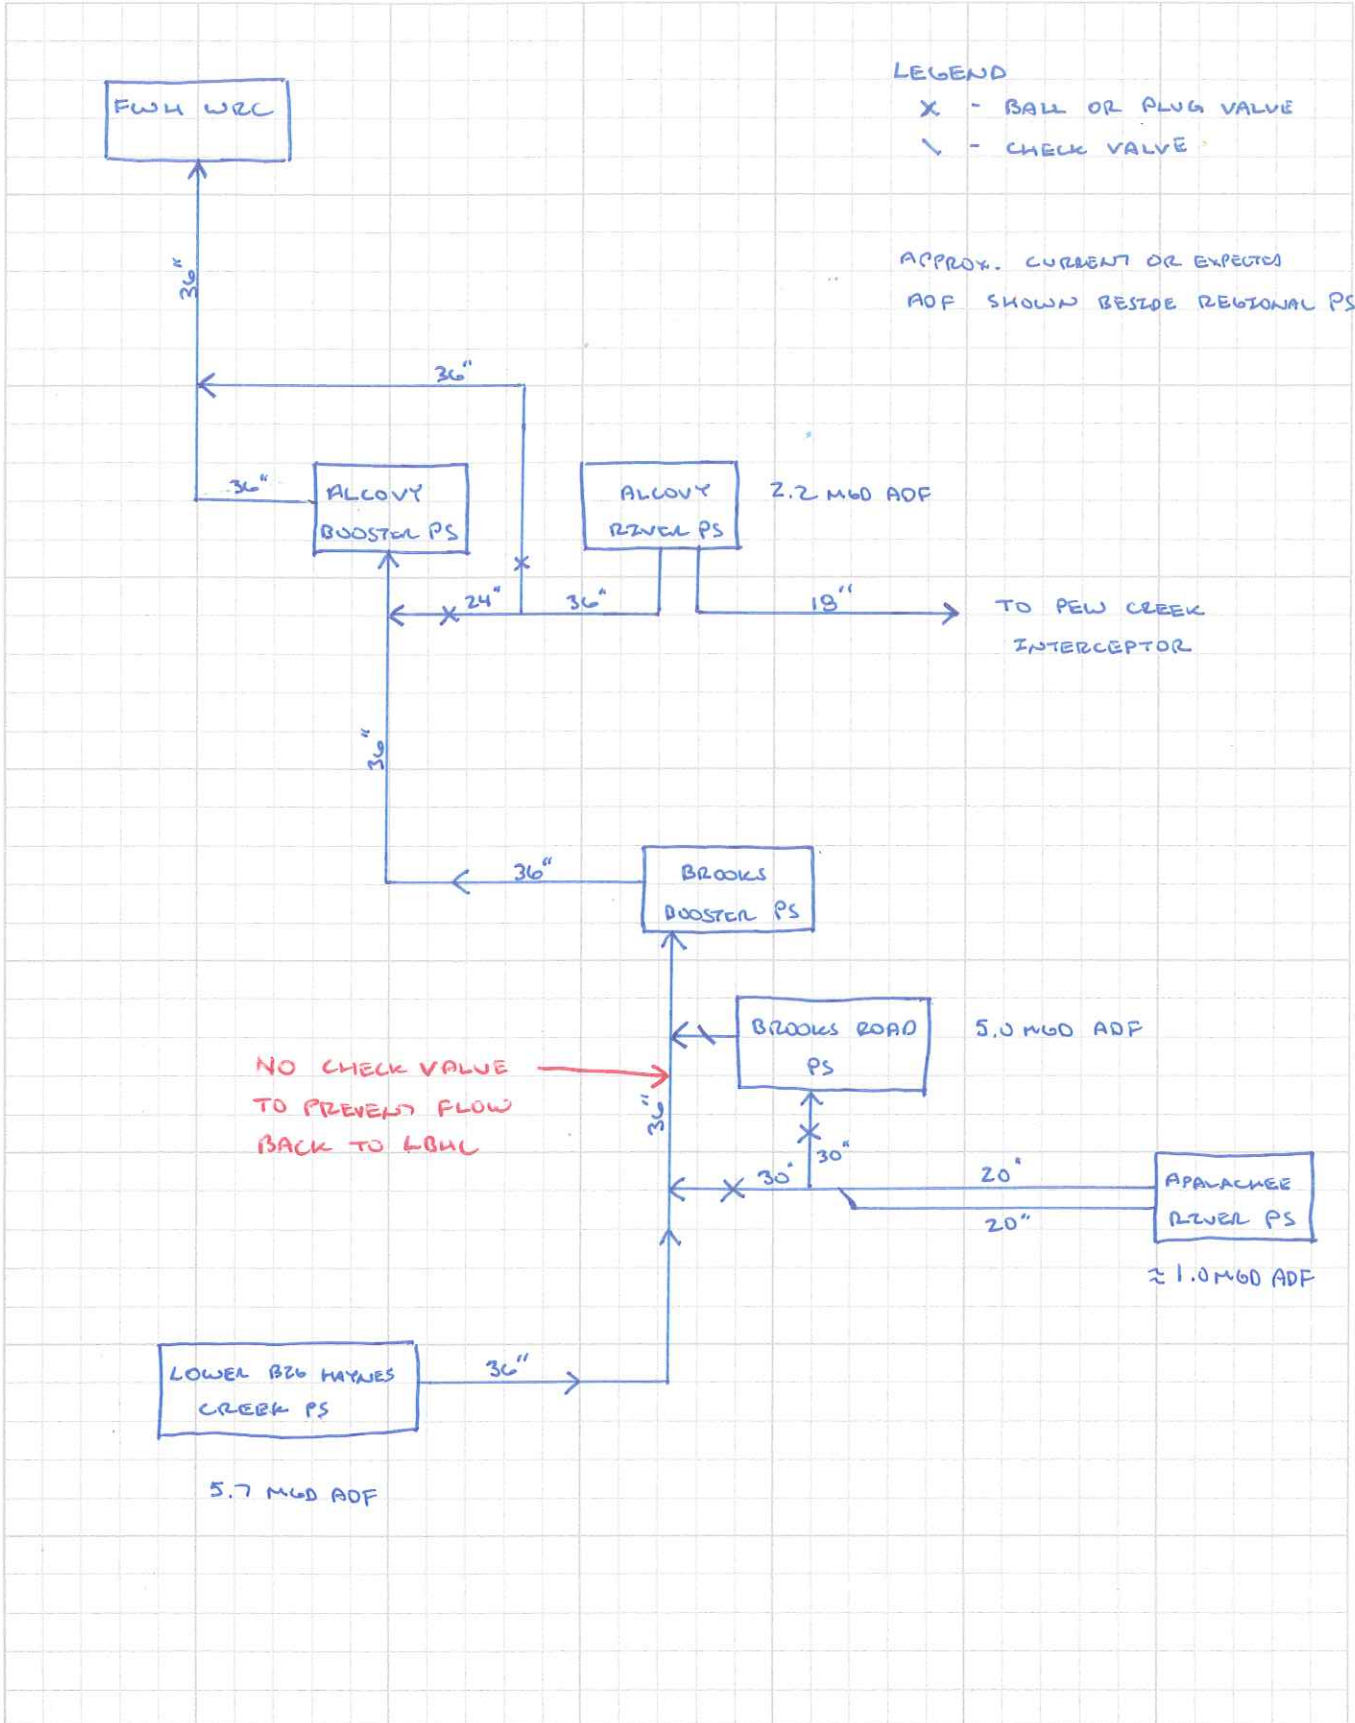 LEGEND
X - BALL OR PLUG VALVE
\ - CHECK VALVE
FWH WRC
APPROX. CURRENT OR EXPECTED
ADF SHOWN BESIDE REGIONAL PS
36"
36"
36"
ALCOVY
BOOSTER PS
ALCOVY
RIVER PS
2.2 MGD ADF
24"
36"
18"
TO PEW CREEK
INTERCEPTOR
36"
36"
BROOKS
BOOSTER PS
BROOKS ROAD
PS
5.0 MGD ADF
NO CHECK VALVE
TO PREVENT FLOW
BACK TO LBHC
36"
30"
30"
20"
20"
APALACHEE
RIVER PS
≈ 1.0 MGD ADF
LOWER BIG HAYNES
CREEK PS
36"
5.7 MGD ADF